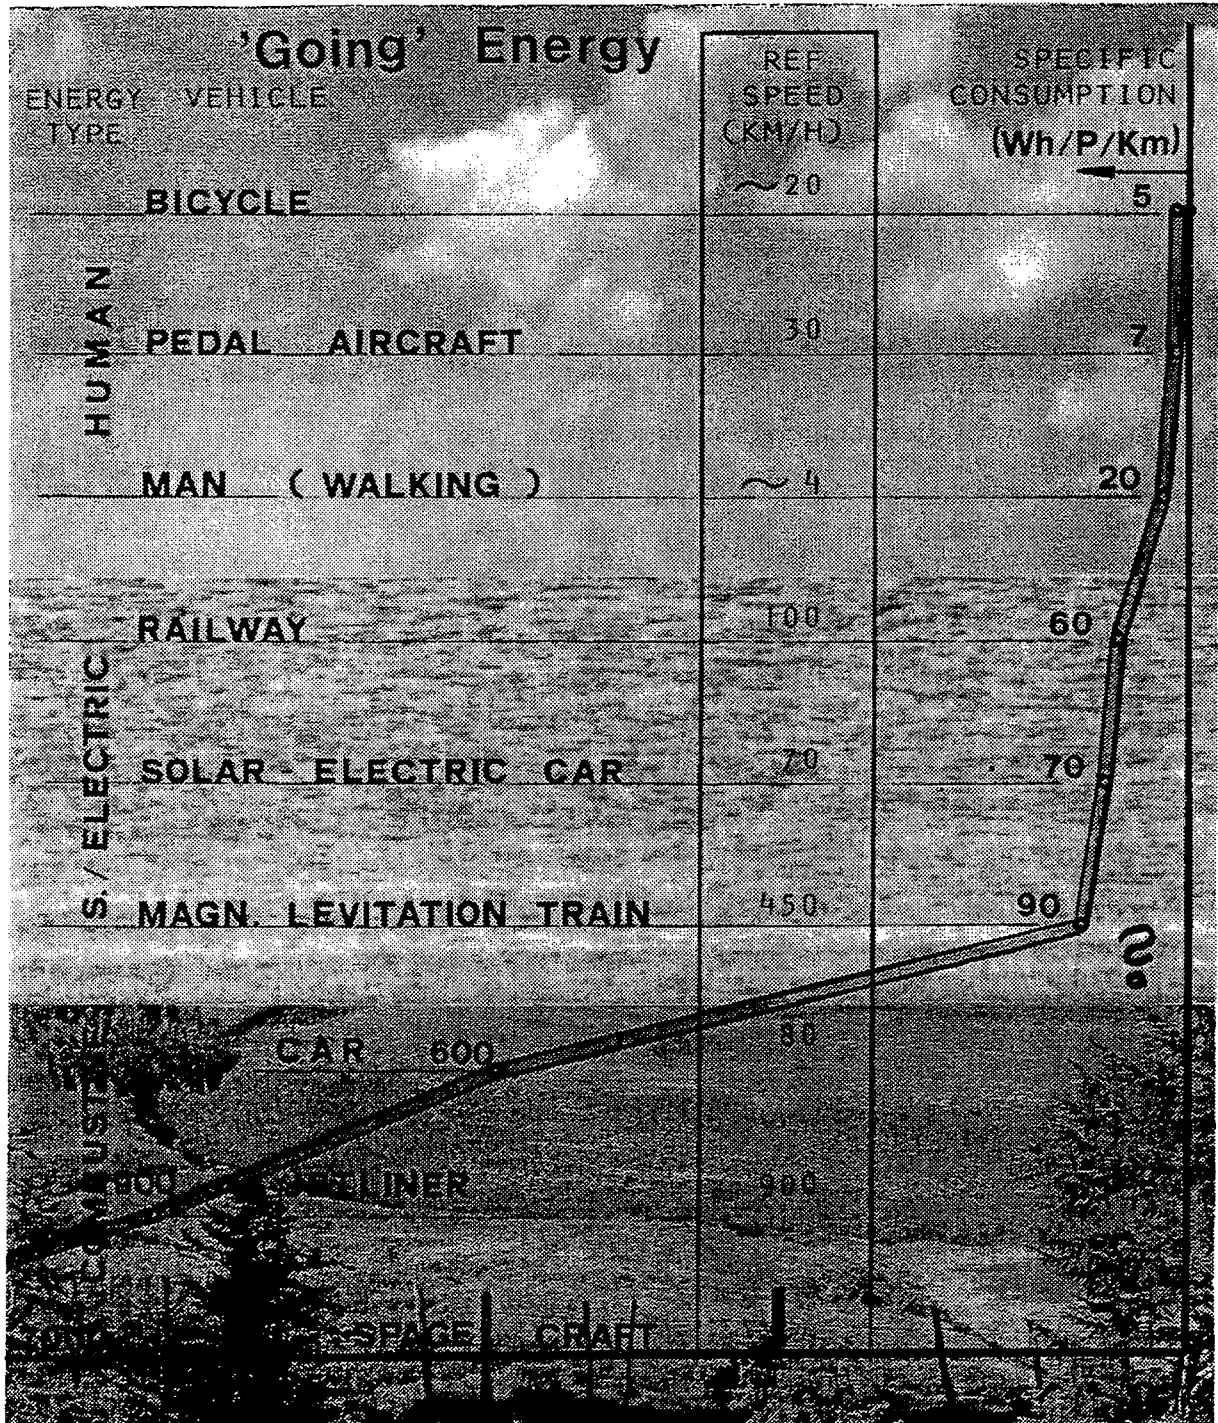 'Going' Energy
ENERGY TYPE
VEHICLE
REF SPEED (KM/H)
SPECIFIC CONSUMPTION
(Wh/P/Km)
HUMAN
BICYCLE ~20 5
PEDAL AIRCRAFT 30 7
MAN (WALKING) ~4 20
S./ELECTRIC
RAILWAY 100 60
SOLAR-ELECTRIC CAR 70 70
MAGN. LEVITATION TRAIN 450 90
CAR 600 80
900
SPACE CRAFT